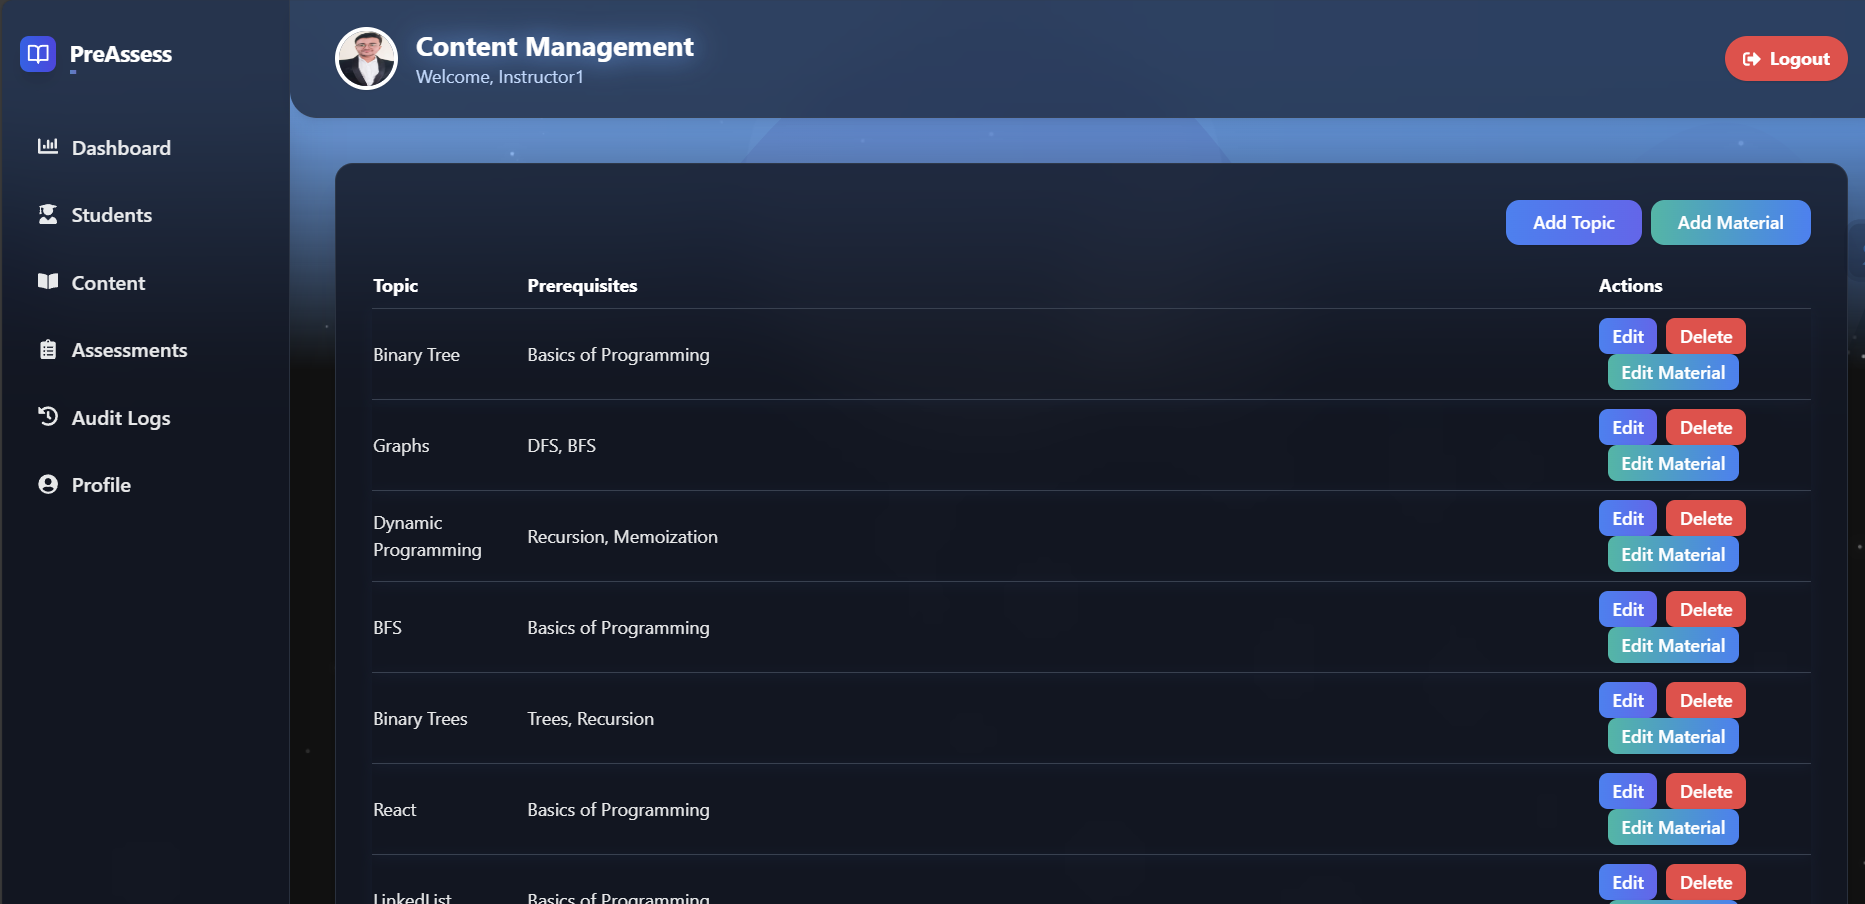 PreAssess
Content Management
Welcome, Instructor1
Logout
Dashboard
Students
Content
Assessments
Audit Logs
Profile
Add Topic Add Material
Topic Prerequisites Actions
Binary Tree Basics of Programming Edit Delete
Edit Material
Graphs DFS, BFS Edit Delete
Edit Material
Dynamic
Programming Recursion, Memoization Edit Delete
Edit Material
BFS Basics of Programming Edit Delete
Edit Material
Binary Trees Trees, Recursion Edit Delete
Edit Material
React Basics of Programming Edit Delete
Edit Material
LinkedList Basics of Programming Edit Delete